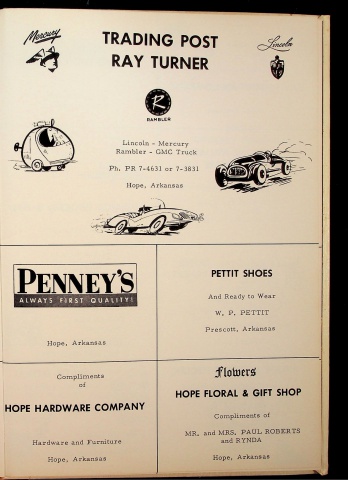 Mercury
Lincoln
TRADING POST
RAY TURNER
R
RAMBLER
Lincoln - Mercury
Rambler - GMC Truck
Ph. PR 7-4631 or 7-3831
Hope, Arkansas
PENNEY'S
ALWAYS FIRST QUALITY!
Hope, Arkansas
PETTIT SHOES
And Ready to Wear
W. P. PETTIT
Prescott, Arkansas
Compliments
of
HOPE HARDWARE COMPANY
Hardware and Furniture
Hope, Arkansas
Flowers
HOPE FLORAL & GIFT SHOP
Compliments of
MR. and MRS. PAUL ROBERTS
and RYNDA
Hope, Arkansas